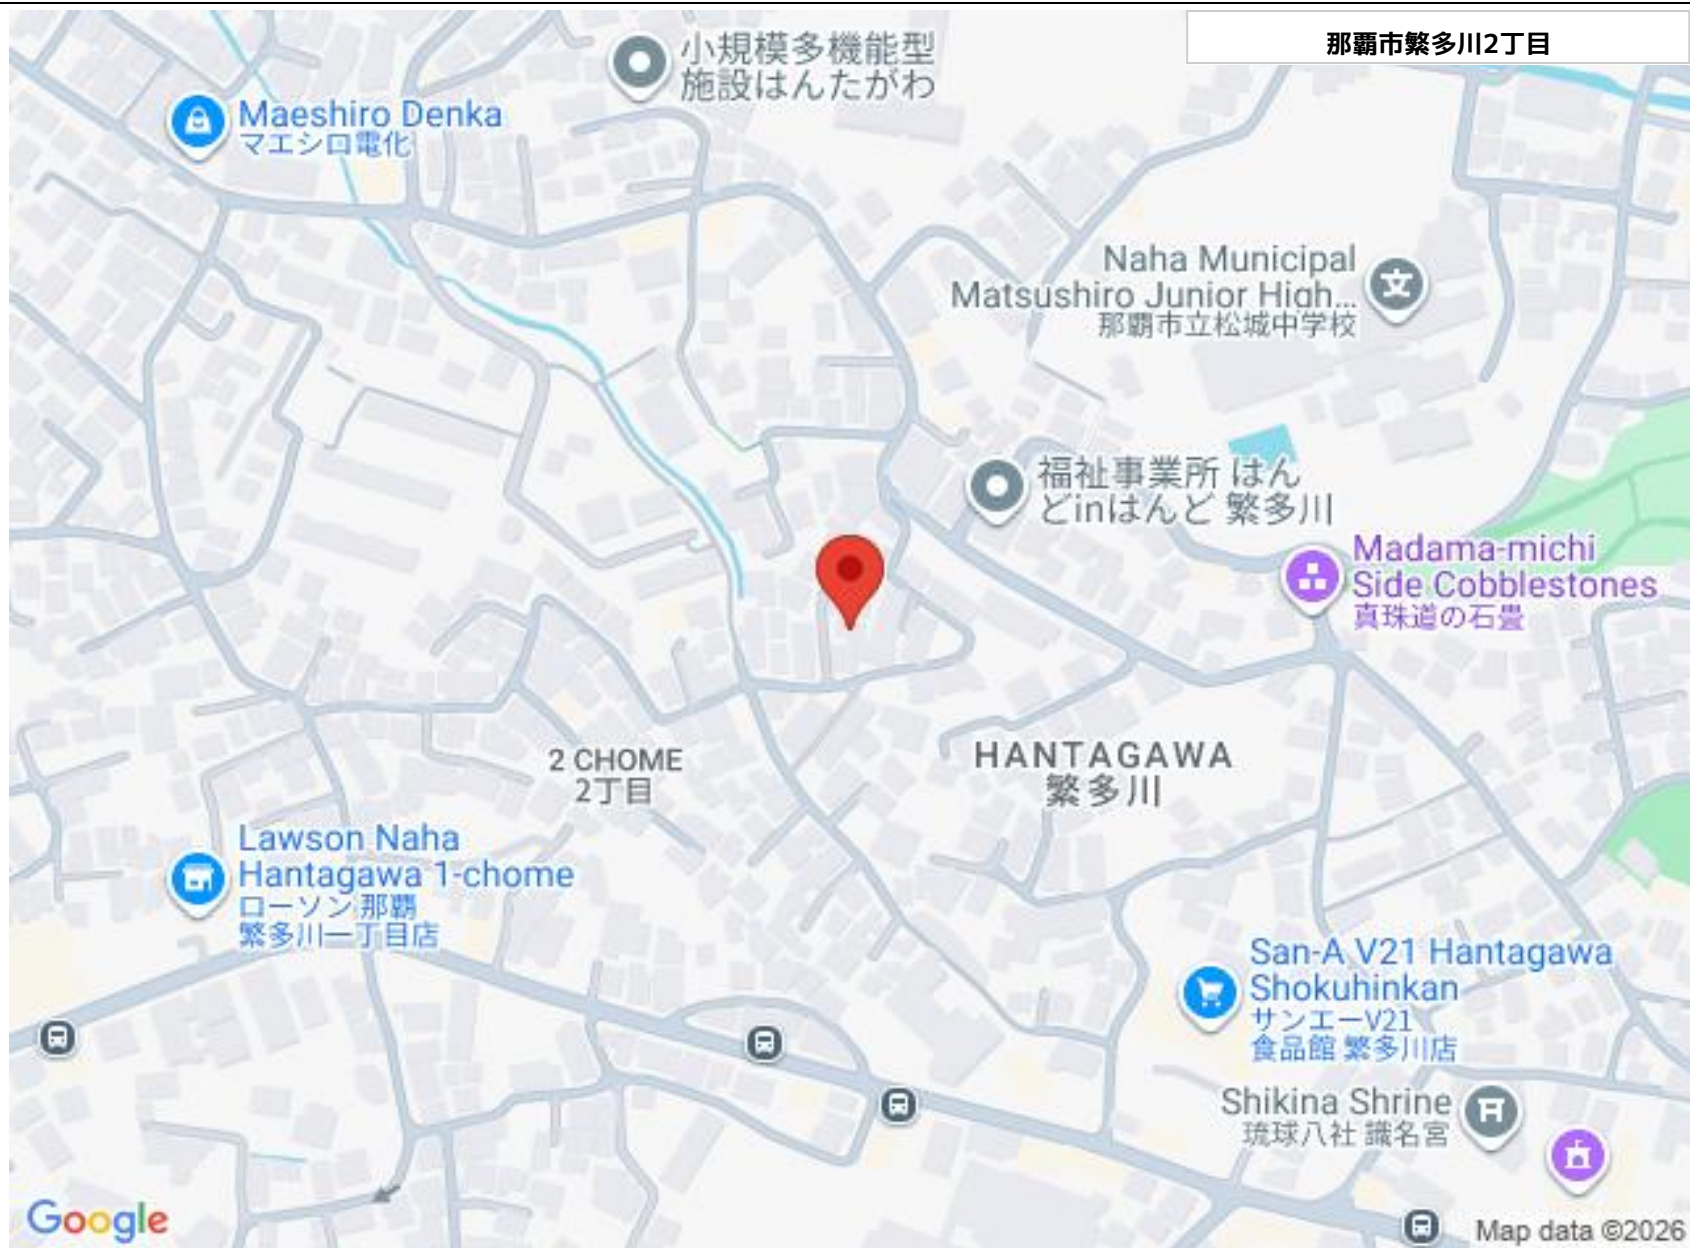 那覇市繁多川2丁目
小規模多機能型
施設はんたがわ
Maeshiro Denka
マエシロ電化
Naha Municipal
Matsushiro Junior High...
那覇市立松城中学校
福祉事業所 はん
どinはんど 繁多川
Madama-michi
Side Cobblestones
真珠道の石畳
2 CHOME
2丁目
HANTAGAWA
繁多川
Lawson Naha
Hantagawa 1-chome
ローソン 那覇
繁多川一丁目店
San-A V21 Hantagawa
Shokuhinkan
サンエーV21
食品館 繁多川店
Shikina Shrine
琉球八社 識名宮
Google
Map data ©2026